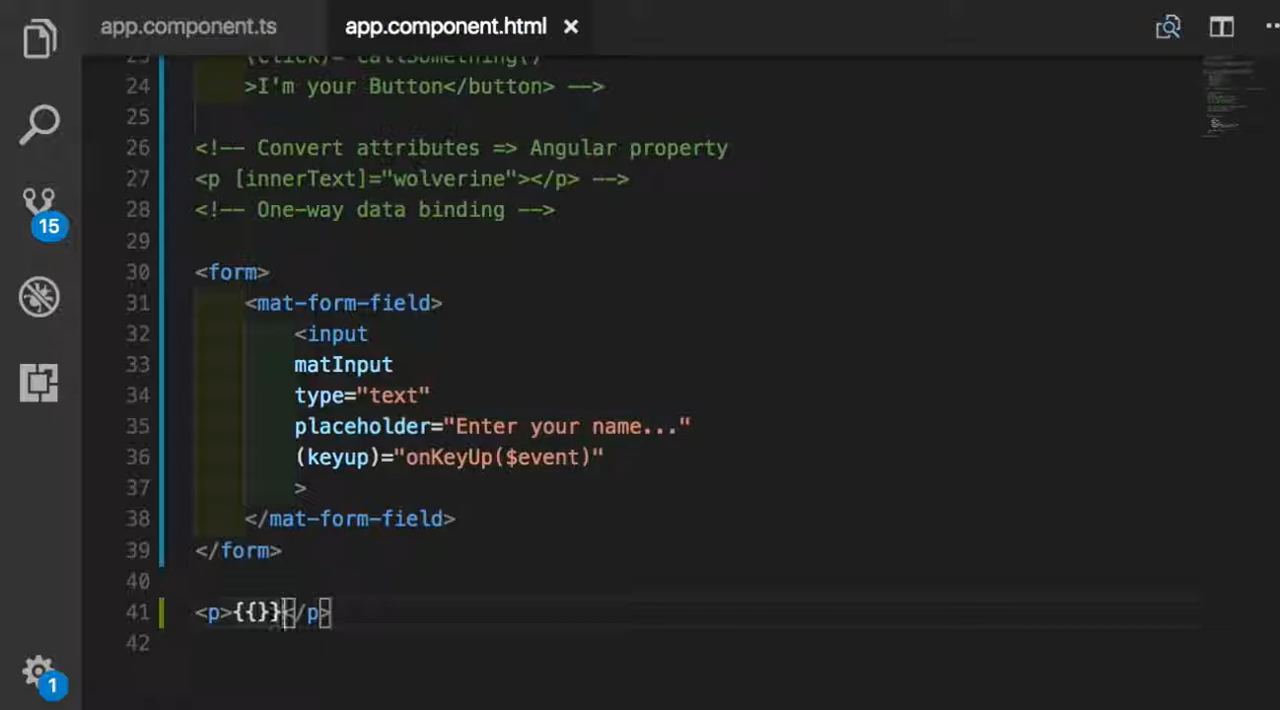 app.component.ts
app.component.html
24 >I'm your Button</button> -->
25
26 <!-- Convert attributes => Angular property
27 <p [innerText]="wolverine"></p> -->
28 <!-- One-way data binding -->
29
30 <form>
31 <mat-form-field>
32 <input
33 matInput
34 type="text"
35 placeholder="Enter your name..."
36 (keyup)="onKeyUp($event)"
37 >
38 </mat-form-field>
39 </form>
40
41 <p>{{}}</p>
42
15
1